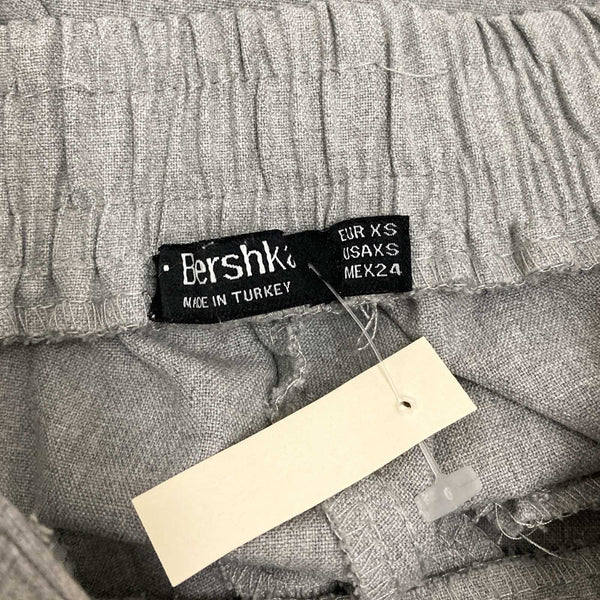 Bershka
MADE IN TURKEY
EUR XS
USA XS
MEX 24